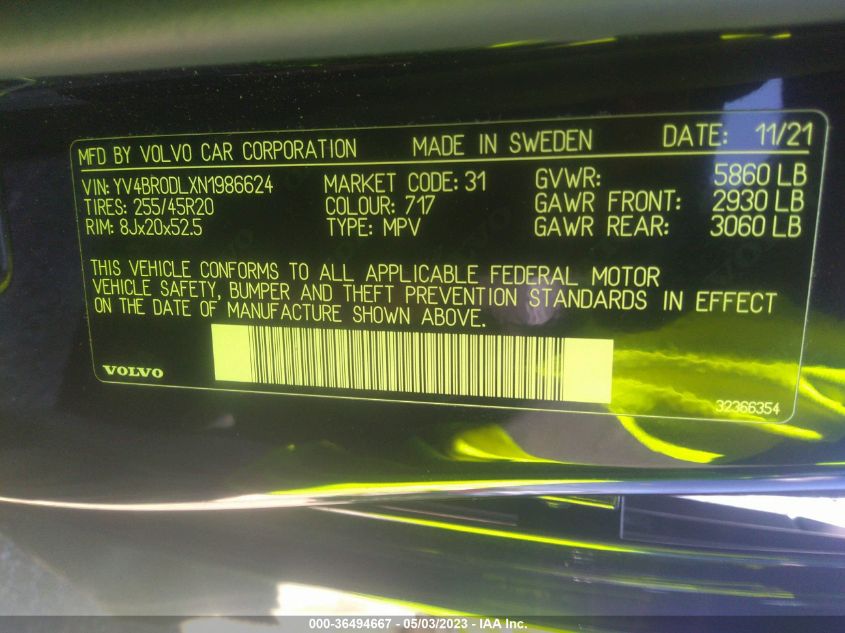 MFD BY VOLVO CAR CORPORATION MADE IN SWEDEN DATE: 11/21
VIN: YV4BR0DLXN1986624 MARKET CODE: 31 GVWR: 5860 LB
TIRES: 255/45R20 COLOUR: 717 GAWR FRONT: 2930 LB
RIM: 8Jx20x52.5 TYPE: MPV GAWR REAR: 3060 LB
THIS VEHICLE CONFORMS TO ALL APPLICABLE FEDERAL MOTOR
VEHICLE SAFETY, BUMPER AND THEFT PREVENTION STANDARDS IN EFFECT
ON THE DATE OF MANUFACTURE SHOWN ABOVE.
VOLVO
32366354
000-36494667 - 05/03/2023 - IAA Inc.